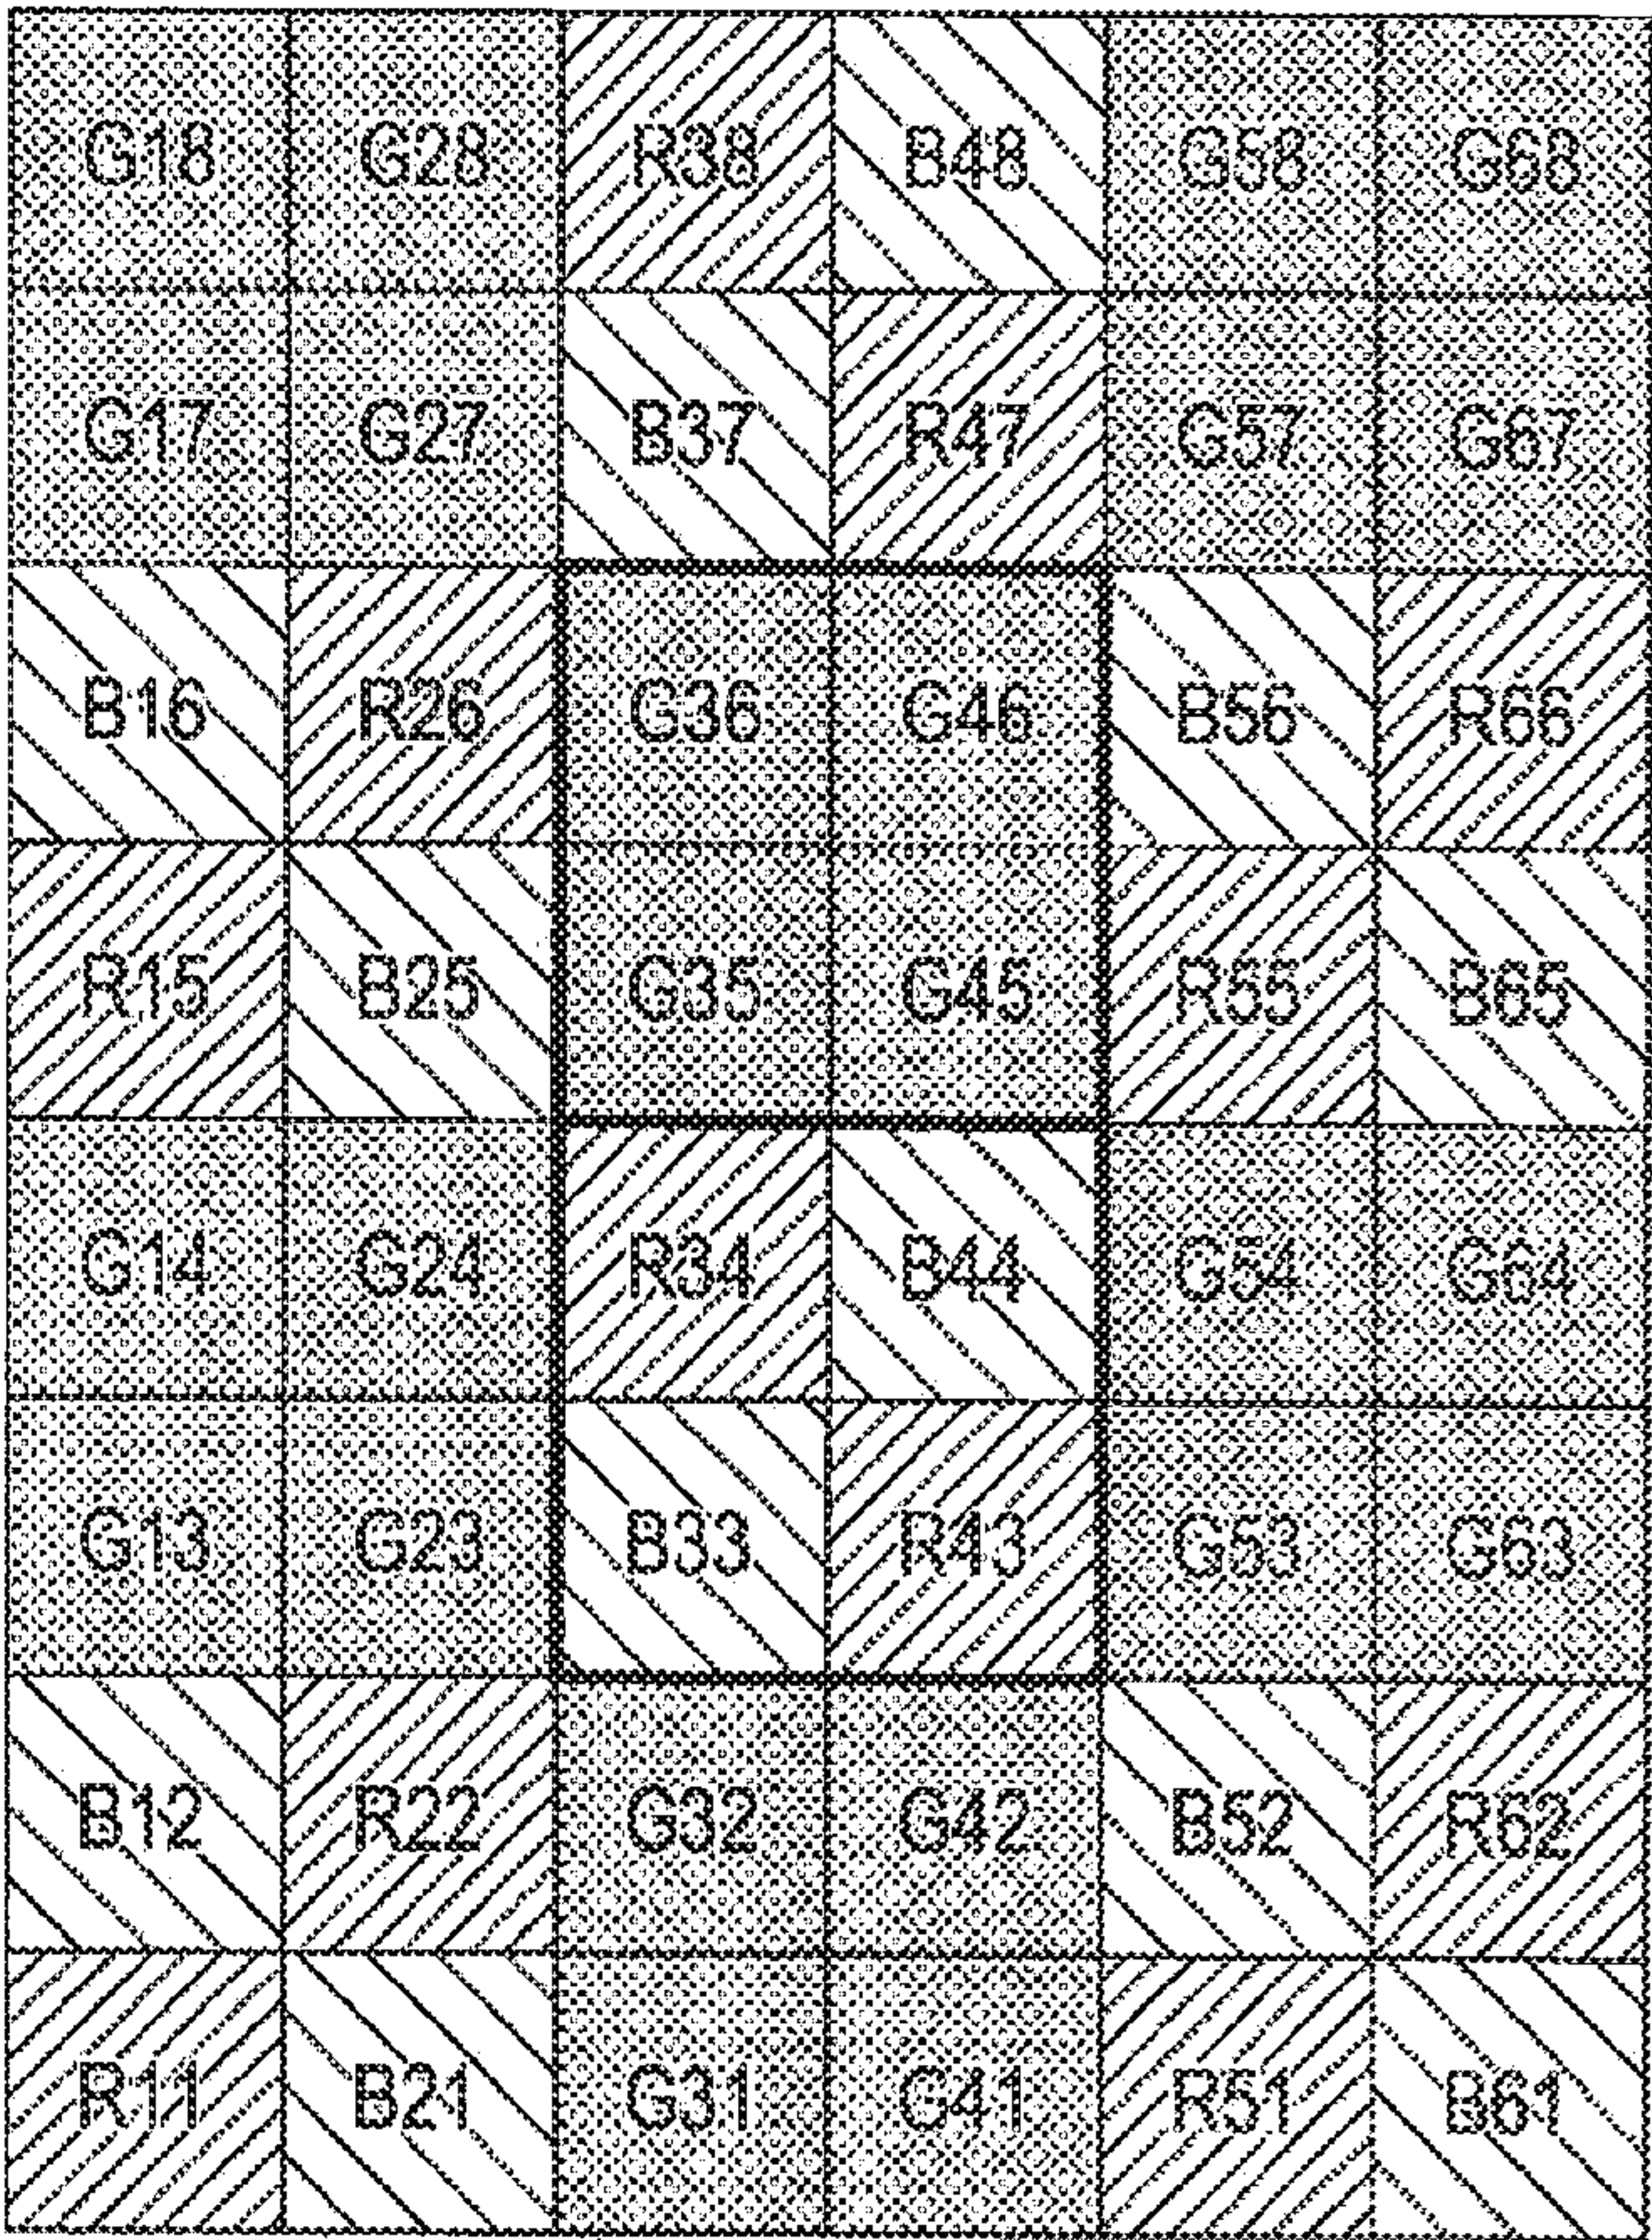 G18 G28 R38 B48 G58 G68
G17 G27 B37 R47 G57 G67
B16 R26 G36 G46 B56 R66
R15 B25 G35 G45 R55 B65
G14 G24 R34 B44 G54 G64
G13 G23 B33 R43 G53 G63
B12 R22 G32 G42 B52 R62
R11 B21 G31 G41 R51 B61